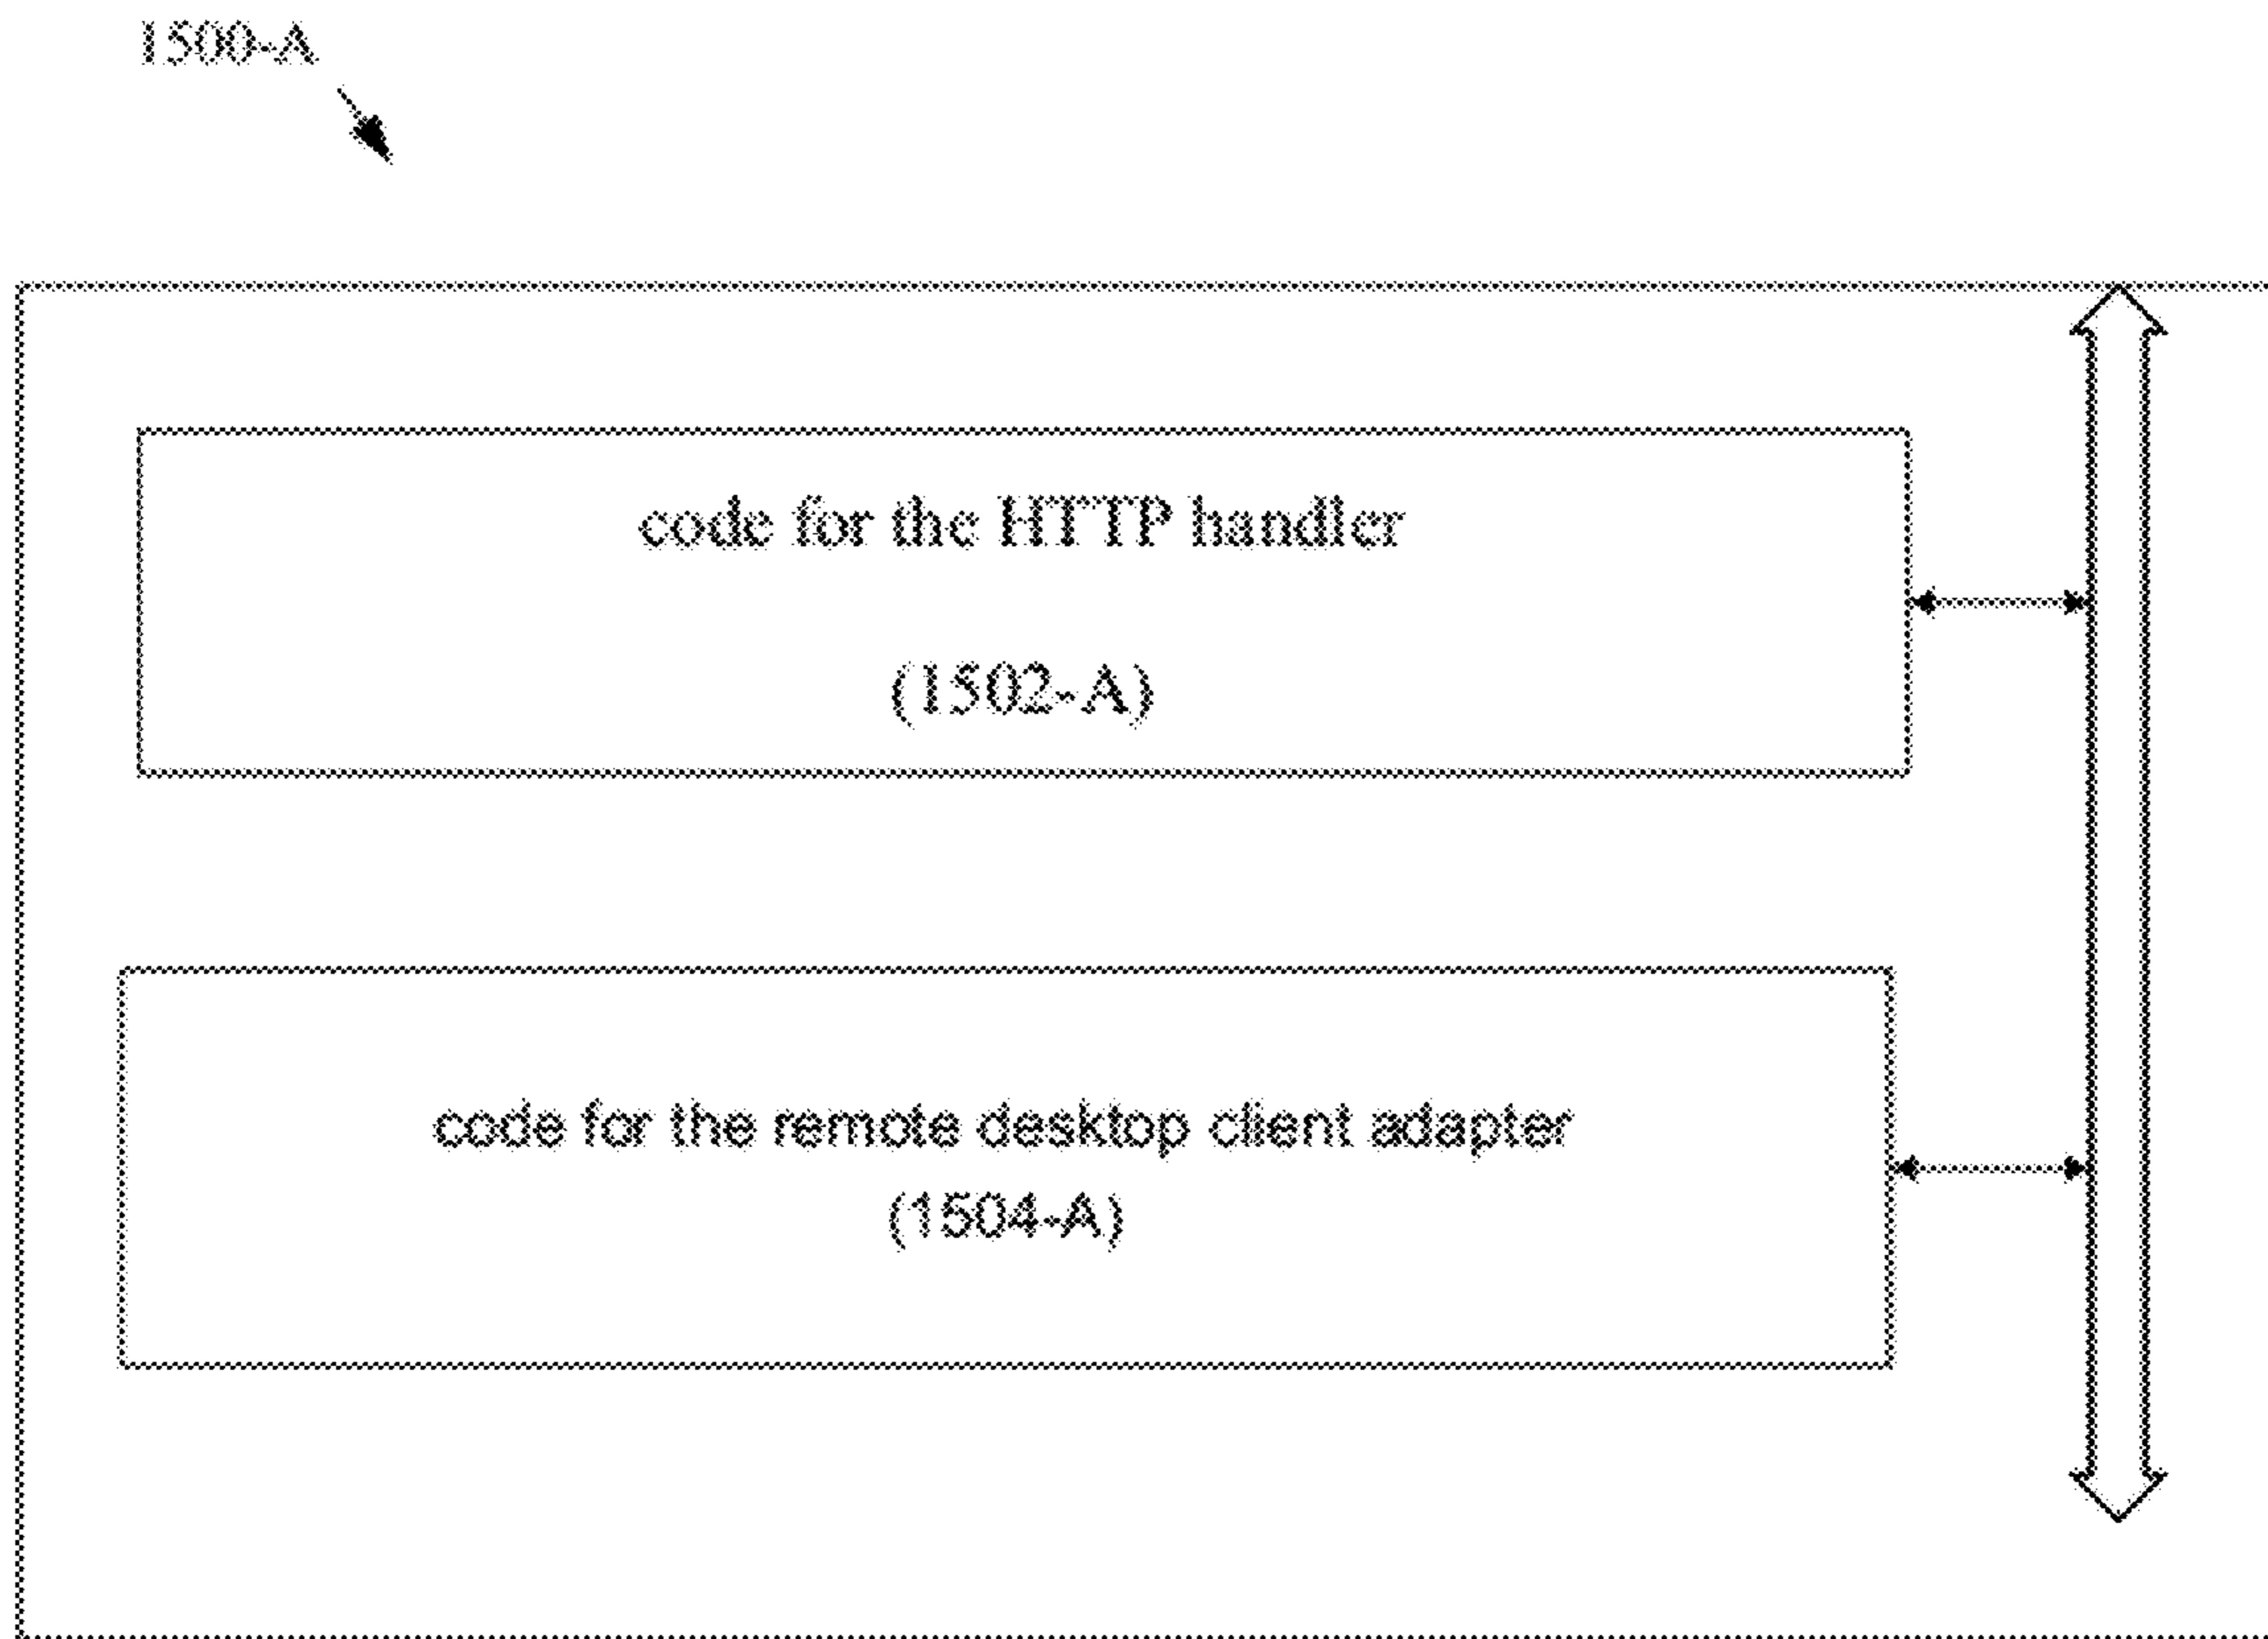 1500-A
code for the HTTP handler
(1502-A)
code for the remote desktop client adapter
(1504-A)